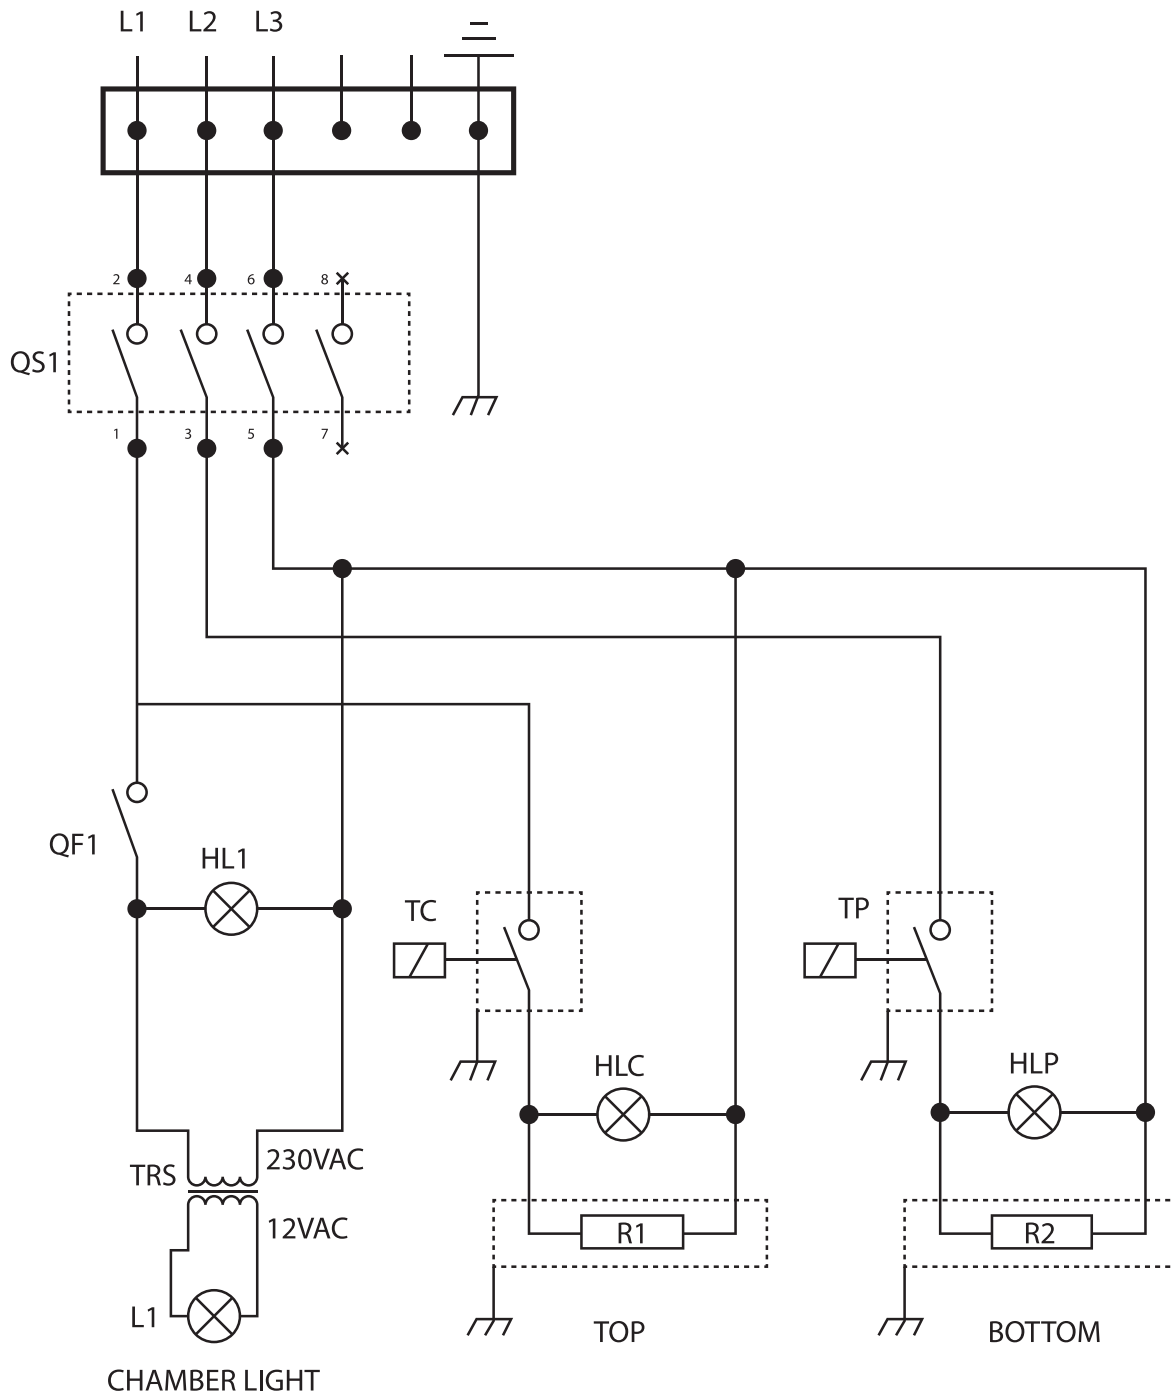 L1 L2 L3
2 4 6 8
QS1
1 3 5 7
QF1
HL1
TC
TP
HLC
HLP
230VAC
TRS
12VAC
R1
R2
L1
TOP
BOTTOM
CHAMBER LIGHT